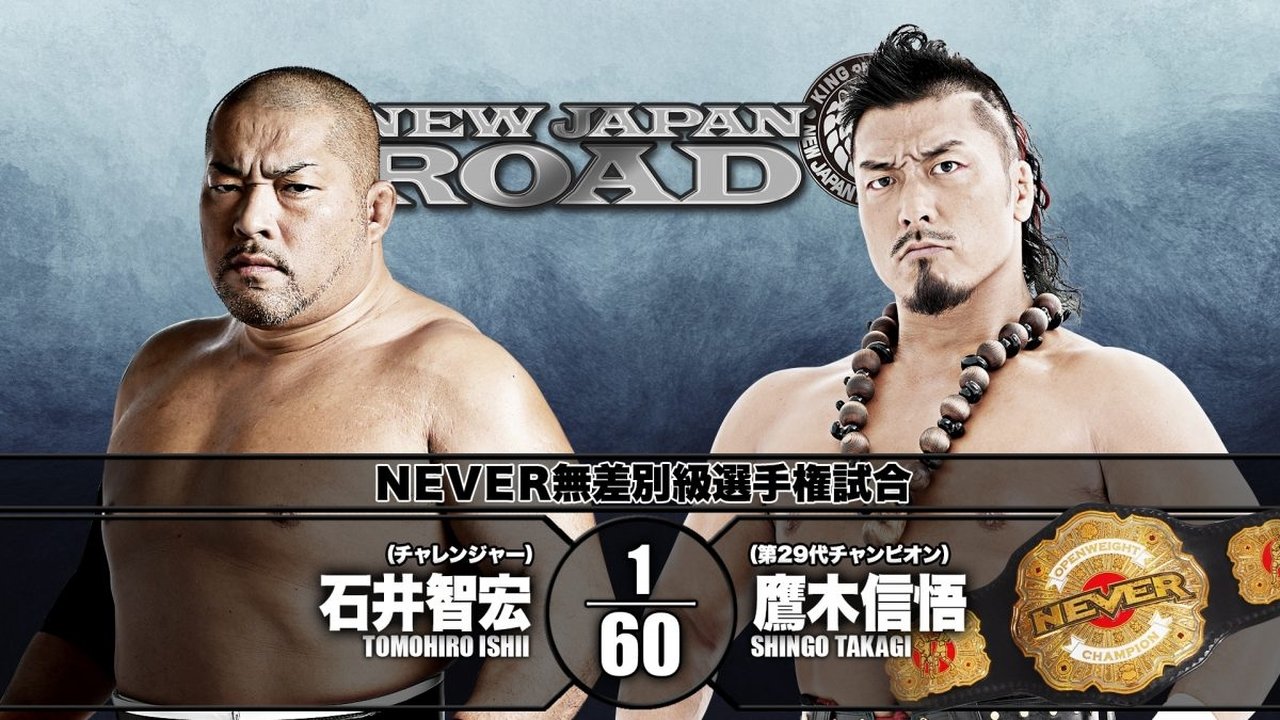 NEW JAPAN
ROAD
KING OF
NEW JAPAN
NEVER無差別級選手権試合
(チャレンジャー)
石井智宏
TOMOHIRO ISHII
1
60
(第29代チャンピオン)
鷹木信悟
SHINGO TAKAGI
OPENWEIGHT
NEVER
CHAMPION